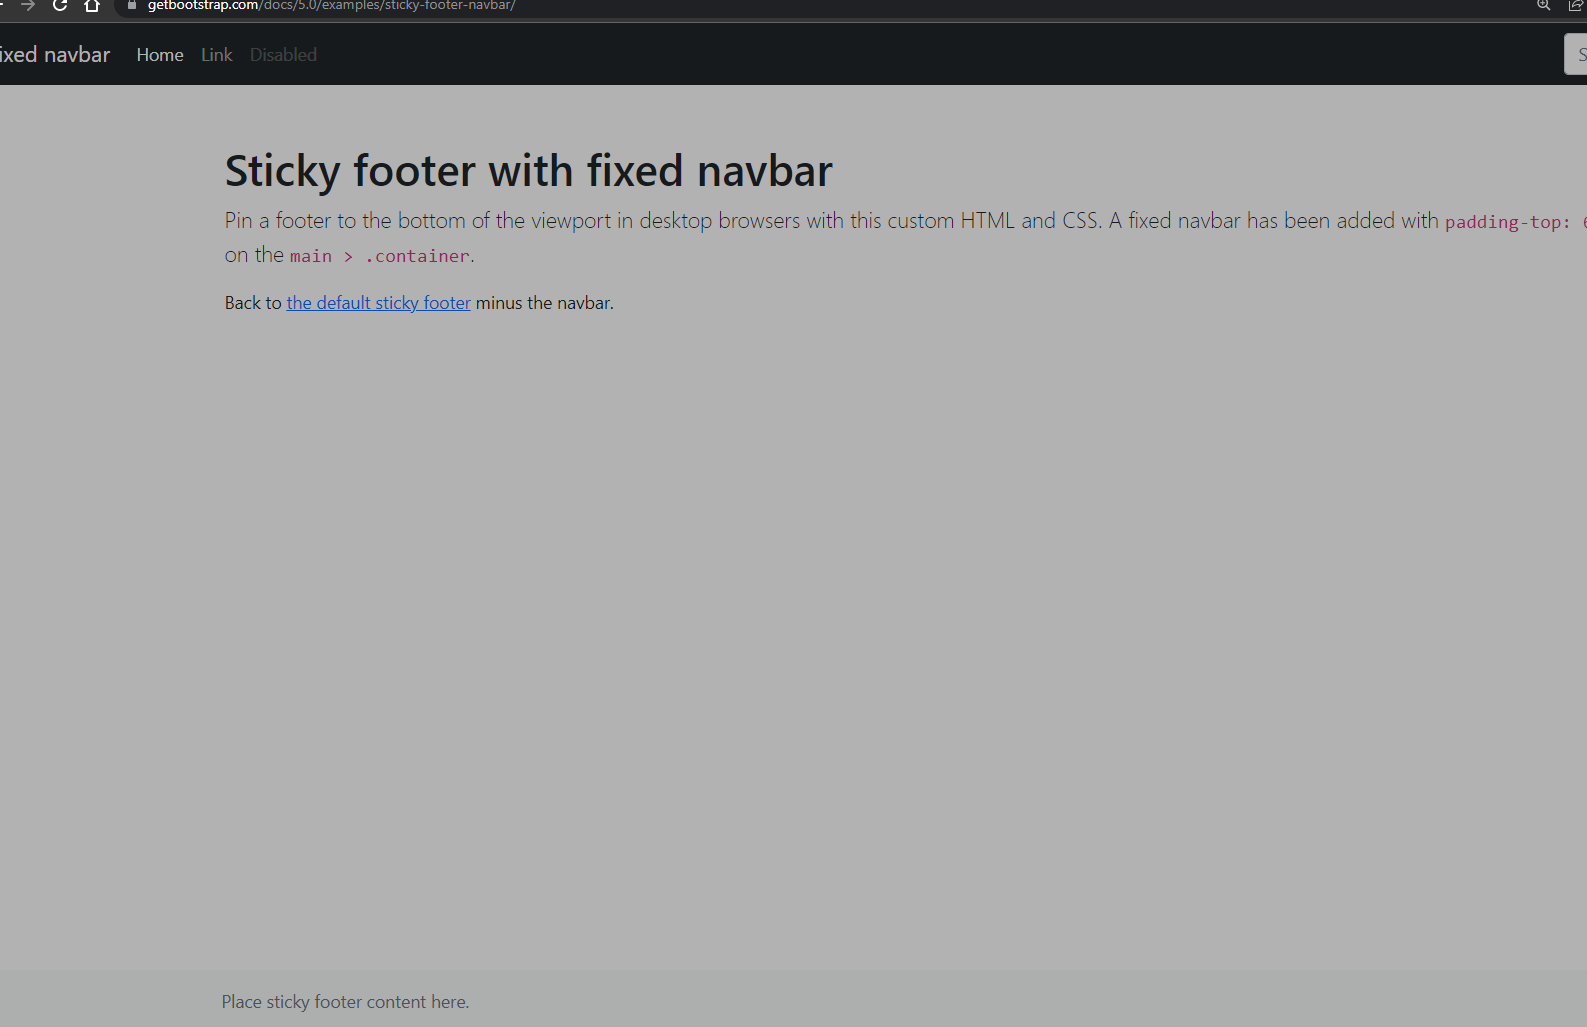 getbootstrap.com/docs/5.0/examples/sticky-footer-navbar/
ixed navbar Home Link Disabled S
Sticky footer with fixed navbar
Pin a footer to the bottom of the viewport in desktop browsers with this custom HTML and CSS. A fixed navbar has been added with padding-top: 6
on the main > .container.
Back to the default sticky footer minus the navbar.
Place sticky footer content here.